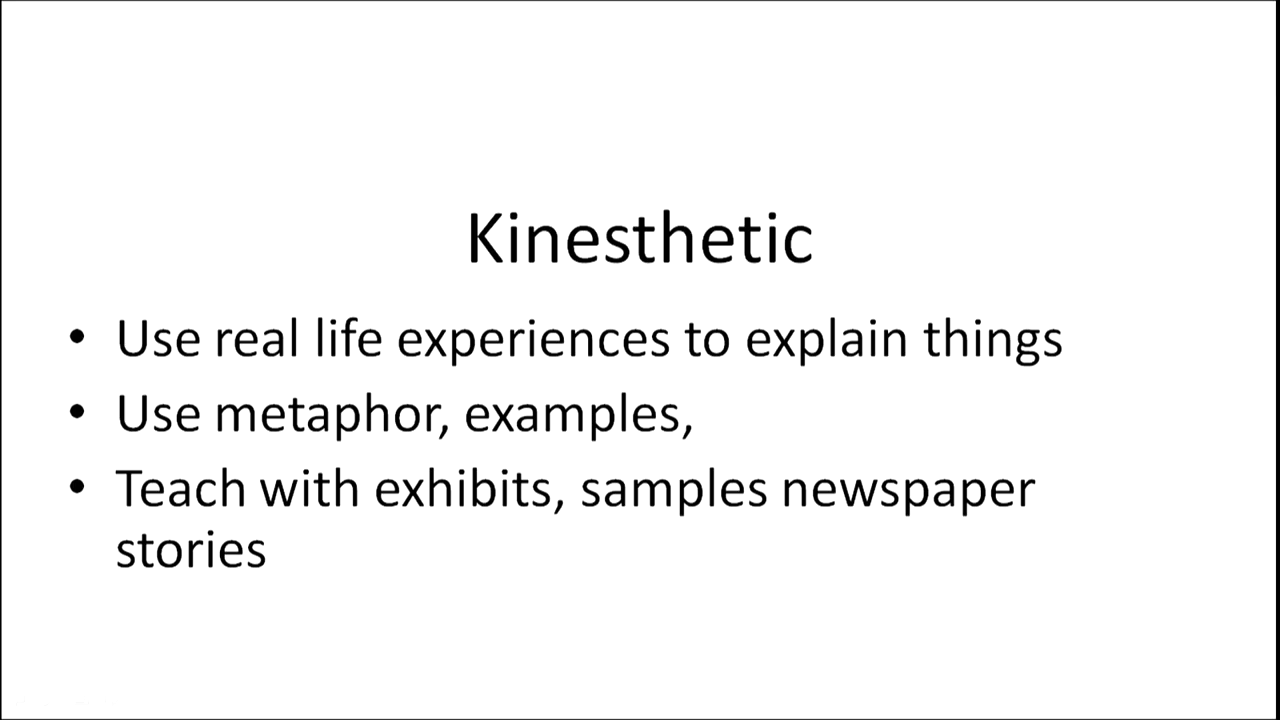 Kinesthetic
• Use real life experiences to explain things
• Use metaphor, examples,
• Teach with exhibits, samples newspaper
stories